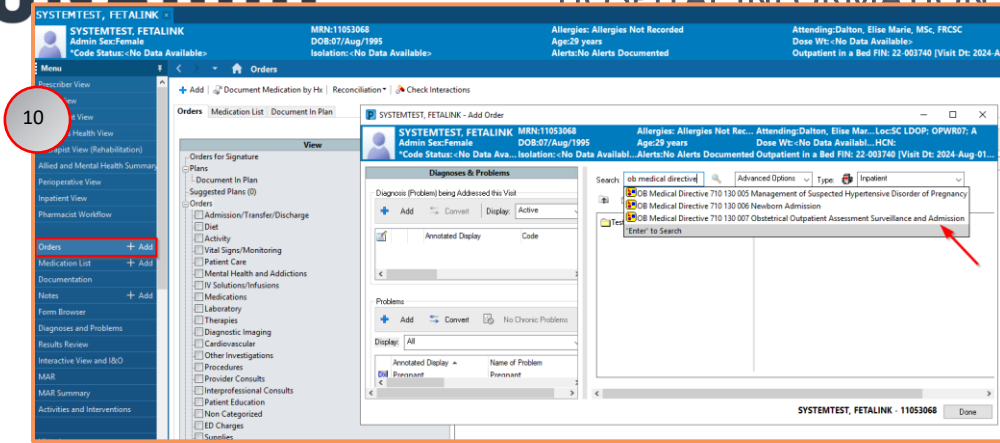 HOSPITAL INFORMATION
SYSTEMTEST, FETALINK ×
SYSTEMTEST, FETALINK MRN:11053068 Allergies: Allergies Not Recorded Attending:Dalton, Elise Marie, MSc, FRCSC
Admin Sex:Female DOB:07/Aug/1995 Age:29 years Dose Wt:<No Data Available>
*Code Status:<No Data Available> Isolation:<No Data Available> Alerts:No Alerts Documented Outpatient in a Bed FIN: 22-003740 [Visit Dt: 2024-A
Menu
Orders
Prescriber View
+ Add Document Medication by Hx Reconciliation Check Interactions
10
Health View
View (Rehabilitation)
Allied and Mental Health Summary
Perioperative View
Inpatient View
Pharmacist Workflow
Orders + Add
Medication List + Add
Documentation
Notes + Add
Form Browser
Diagnoses and Problems
Results Review
Interactive View and I&O
MAR
MAR Summary
Activities and Interventions
Orders Medication List Document In Plan
View
Orders for Signature
Plans
Document In Plan
Suggested Plans (0)
Orders
Admission/Transfer/Discharge
Diet
Activity
Vital Signs/Monitoring
Patient Care
Mental Health and Addictions
IV Solutions/Infusions
Medications
Laboratory
Therapies
Diagnostic Imaging
Cardiovascular
Other Investigations
Procedures
Provider Consults
Interprofessional Consults
Patient Education
Non Categorized
ED Charges
Supplies
SYSTEMTEST, FETALINK - Add Order
SYSTEMTEST, FETALINK MRN:11053068 Allergies: Allergies Not Rec... Attending:Dalton, Elise Mar... Loc:SC LDOP; OPWR07; A
Admin Sex:Female DOB:07/Aug/1995 Age:29 years Dose Wt:<No Data Availabl... HCN:
*Code Status:<No Data Ava... Isolation:<No Data Availabl... Alerts:No Alerts Documented Outpatient in a Bed FIN: 22-003740 [Visit Dt: 2024-Aug-01...
Diagnoses & Problems
Diagnosis (Problem) being Addressed this Visit
Add Convert Display: Active
Annotated Display Code
Problems
Add Convert No Chronic Problems
Display: All
Annotated Display Name of Problem
Pregnant Pregnant
Search: ob medical directive Advanced Options Type: Inpatient
OB Medical Directive 710 130 005 Management of Suspected Hypertensive Disorder of Pregnancy
OB Medical Directive 710 130 006 Newborn Admission
OB Medical Directive 710 130 007 Obstetrical Outpatient Assessment Surveillance and Admission
'Enter' to Search
SYSTEMTEST, FETALINK - 11053068 Done